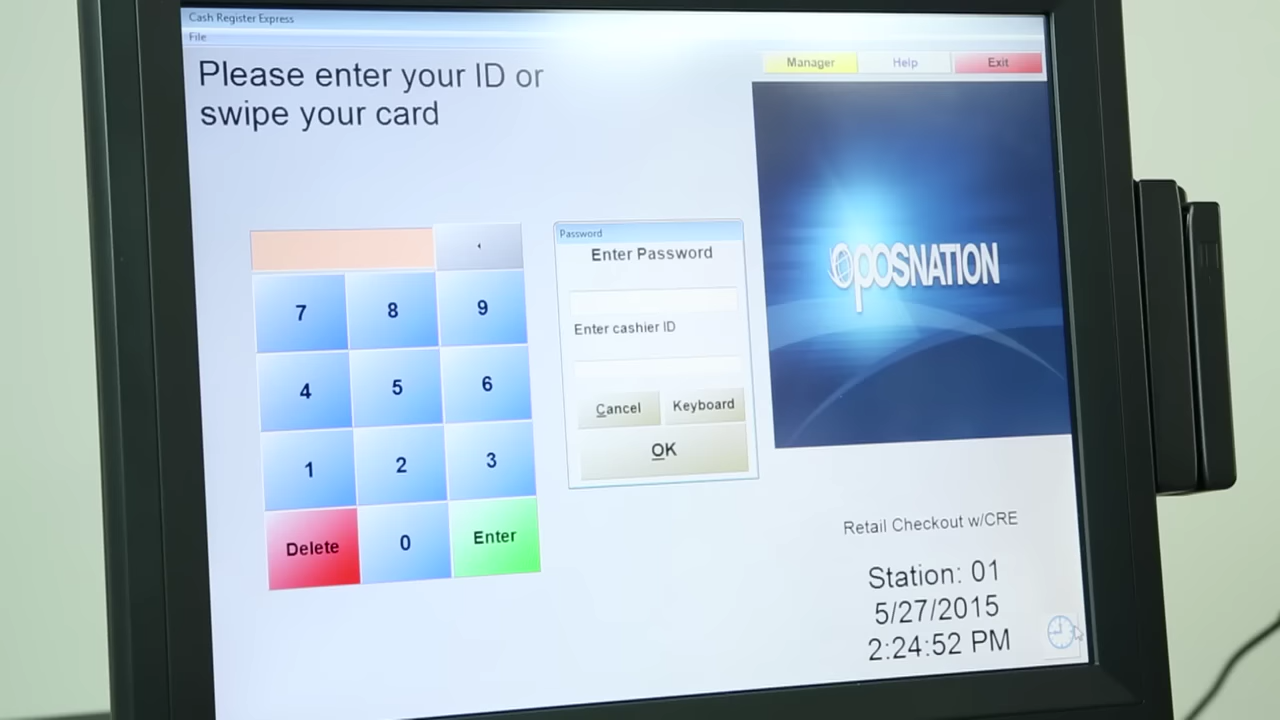 Cash Register Express
File
Please enter your ID or
swipe your card
Manager
Help
Exit
7
8
9
4
5
6
1
2
3
Delete
0
Enter
Password
Enter Password
Enter cashier ID
Cancel
Keyboard
OK
POSNATION
Retail Checkout w/CRE
Station: 01
5/27/2015
2:24:52 PM